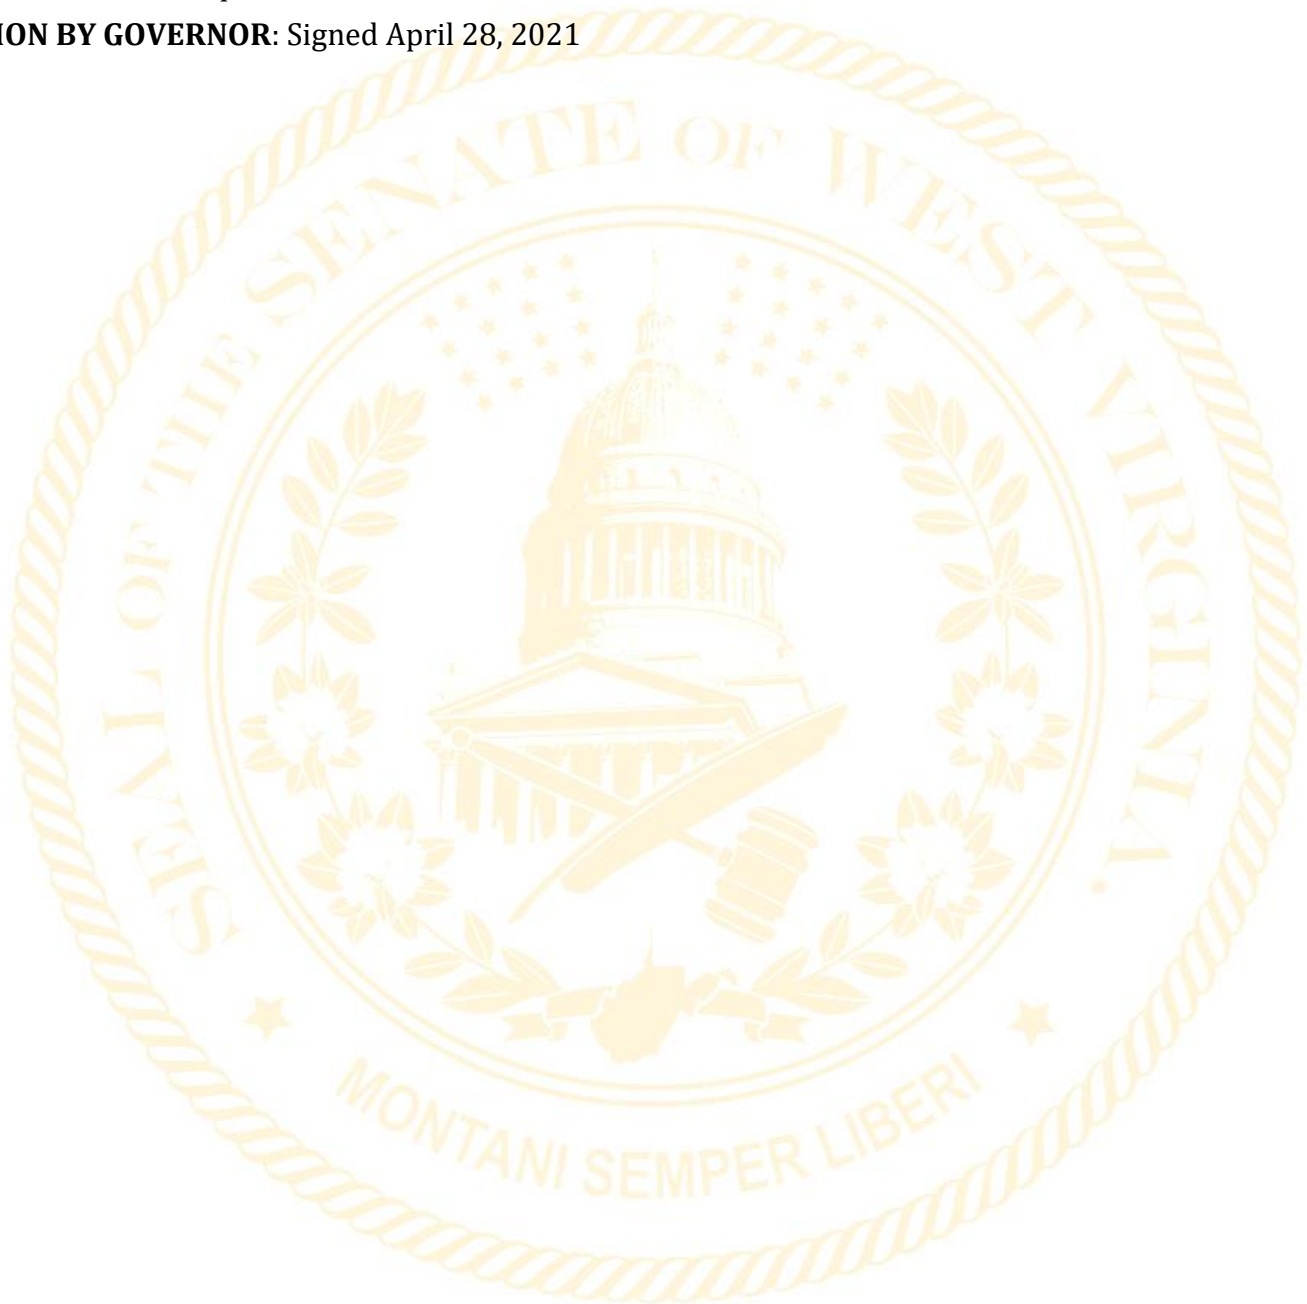 ION BY GOVERNOR: Signed April 28, 2021
SEAL OF THE SENATE OF WEST VIRGINIA
MONTANI SEMPER LIBERI